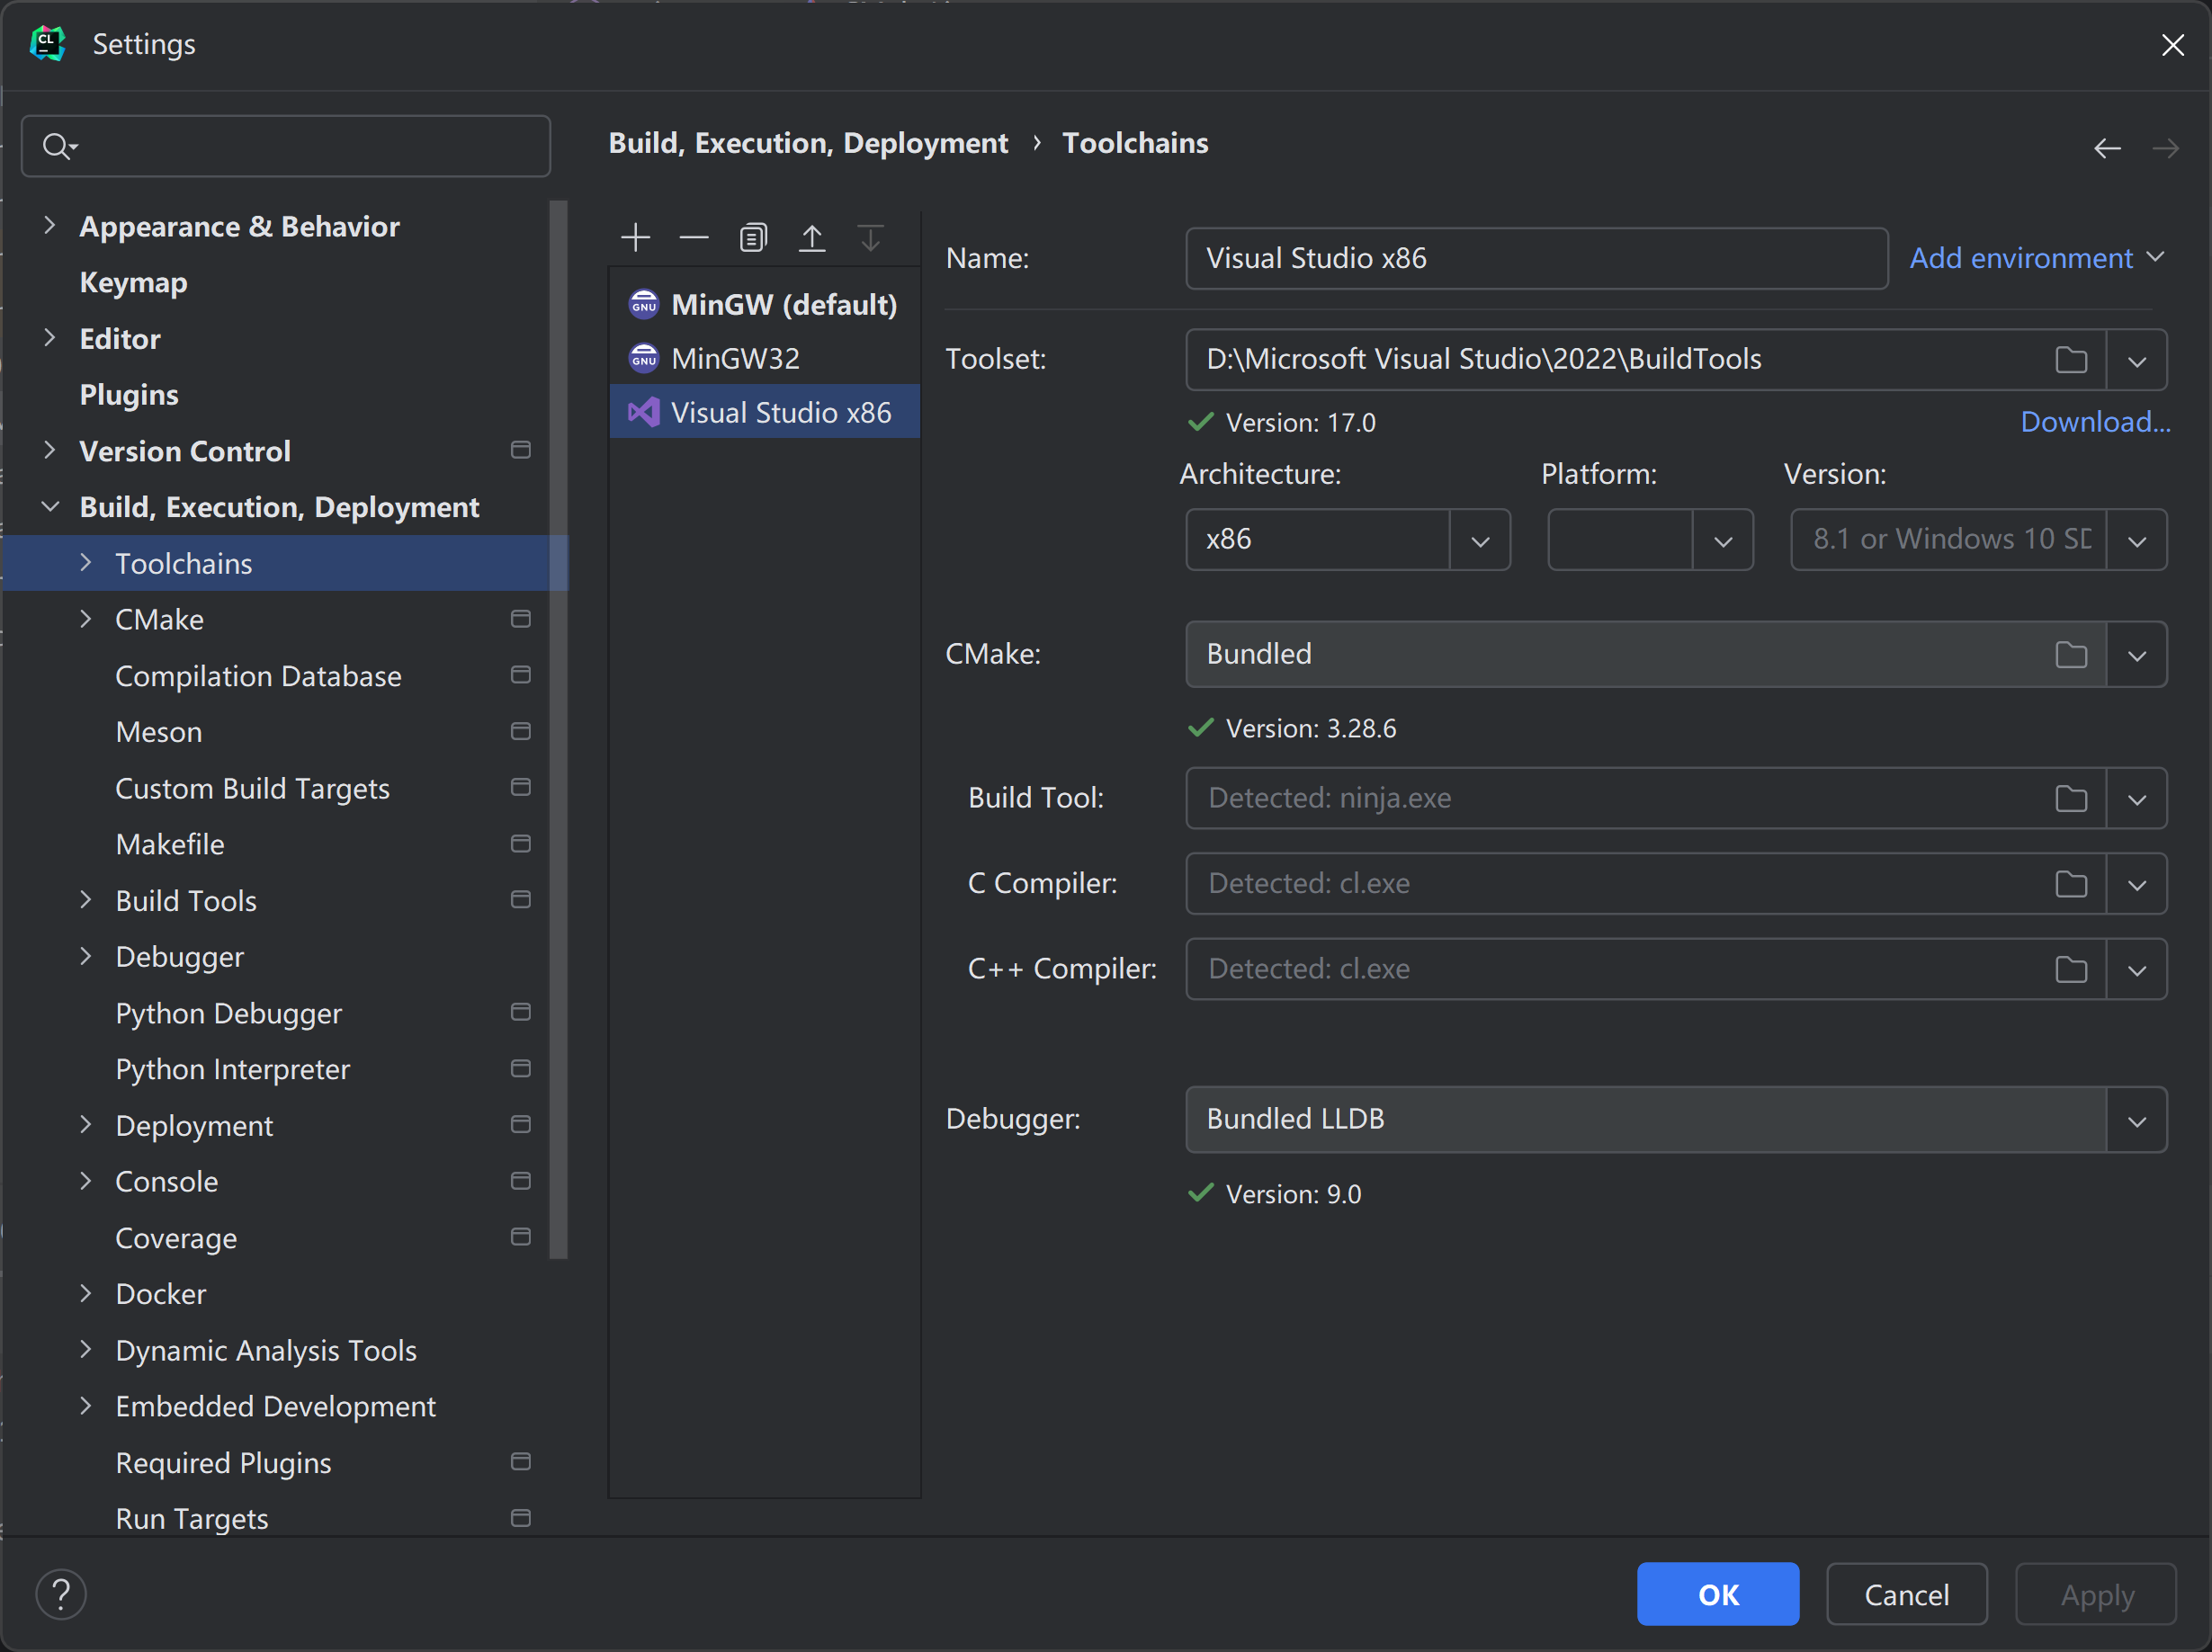 CL
Settings
Build, Execution, Deployment › Toolchains
Appearance & Behavior
Keymap
Editor
Plugins
Version Control
Build, Execution, Deployment
Toolchains
CMake
Compilation Database
Meson
Custom Build Targets
Makefile
Build Tools
Debugger
Python Debugger
Python Interpreter
Deployment
Console
Coverage
Docker
Dynamic Analysis Tools
Embedded Development
Required Plugins
Run Targets
GNU MinGW (default)
GNU MinGW32
Visual Studio x86
Name: Visual Studio x86 Add environment
Toolset: D:\Microsoft Visual Studio\2022\BuildTools
Version: 17.0 Download...
Architecture: Platform: Version:
x86 8.1 or Windows 10 SD
CMake: Bundled
Version: 3.28.6
Build Tool: Detected: ninja.exe
C Compiler: Detected: cl.exe
C++ Compiler: Detected: cl.exe
Debugger: Bundled LLDB
Version: 9.0
? OK Cancel Apply